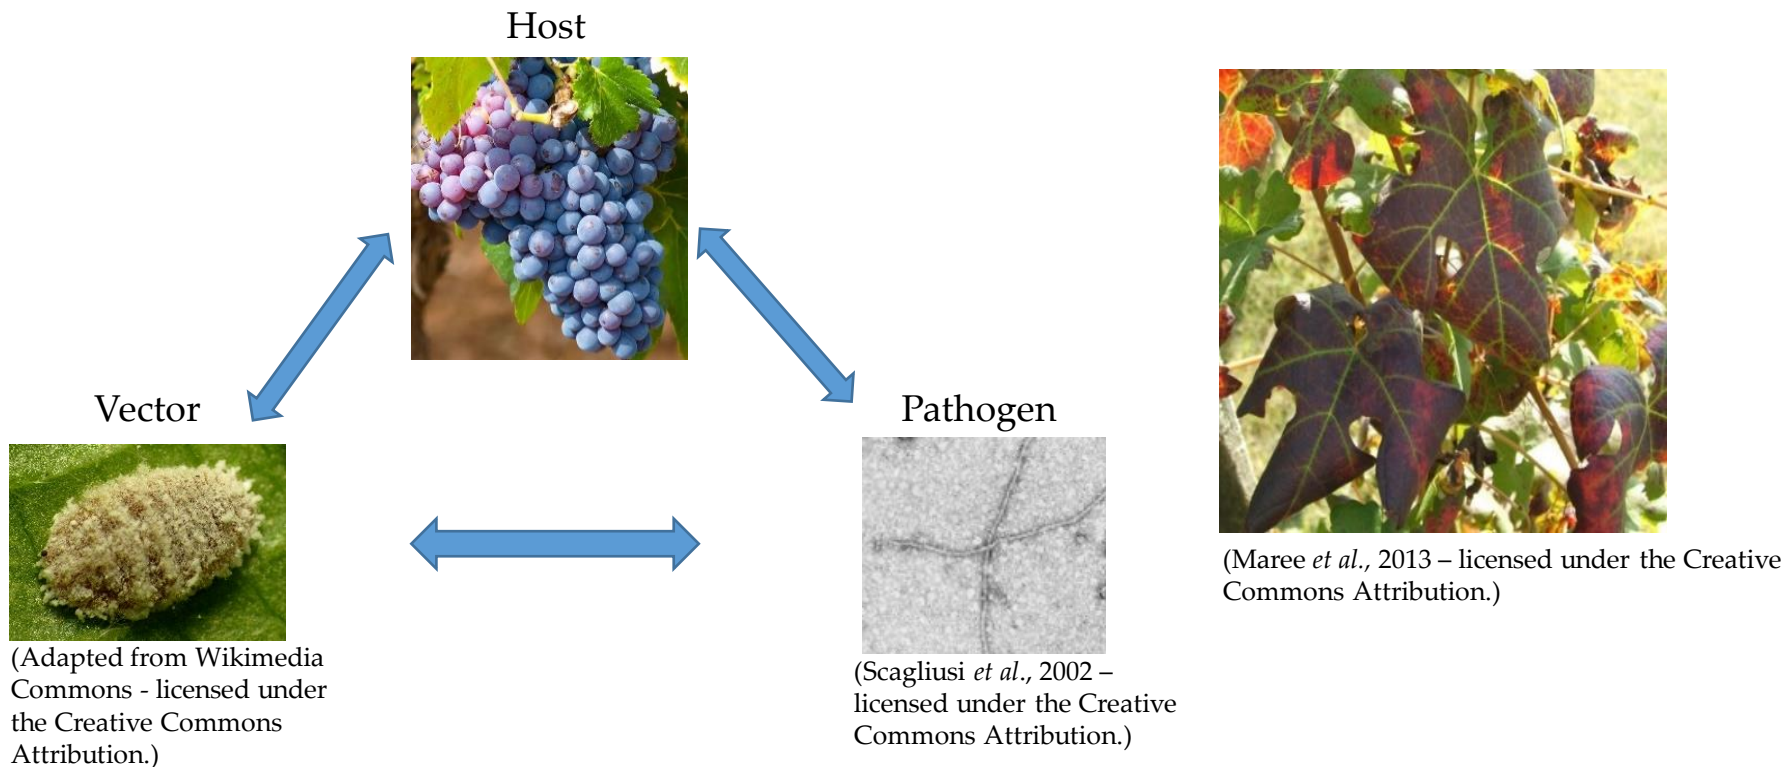 Host
Vector
Pathogen
(Adapted from Wikimedia
Commons - licensed under
the Creative Commons
Attribution.)
(Scagliusi et al., 2002 –
licensed under the Creative
Commons Attribution.)
(Maree et al., 2013 – licensed under the Creative
Commons Attribution.)